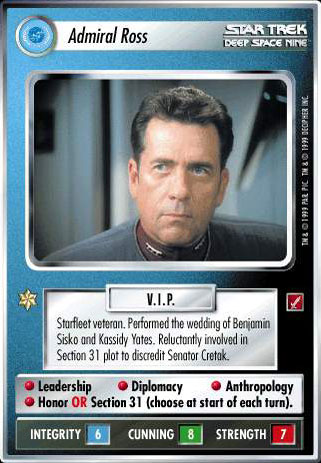 Admiral Ross
STAR TREK
DEEP SPACE NINE
TM & © 1999 PAR. PIC. TM & © 1999 DECIPHER INC.
V.I.P.
Starfleet veteran. Performed the wedding of Benjamin
Sisko and Kassidy Yates. Reluctantly involved in
Section 31 plot to discredit Senator Cretak.
Leadership Diplomacy Anthropology
Honor OR Section 31 (choose at start of each turn).
INTEGRITY 6 CUNNING 8 STRENGTH 7